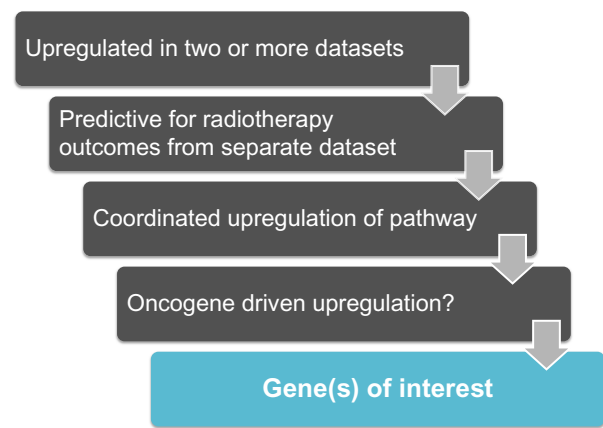 Upregulated in two or more datasets
Predictive for radiotherapy
outcomes from separate dataset
Coordinated upregulation of pathway
Oncogene driven upregulation?
Gene(s) of interest